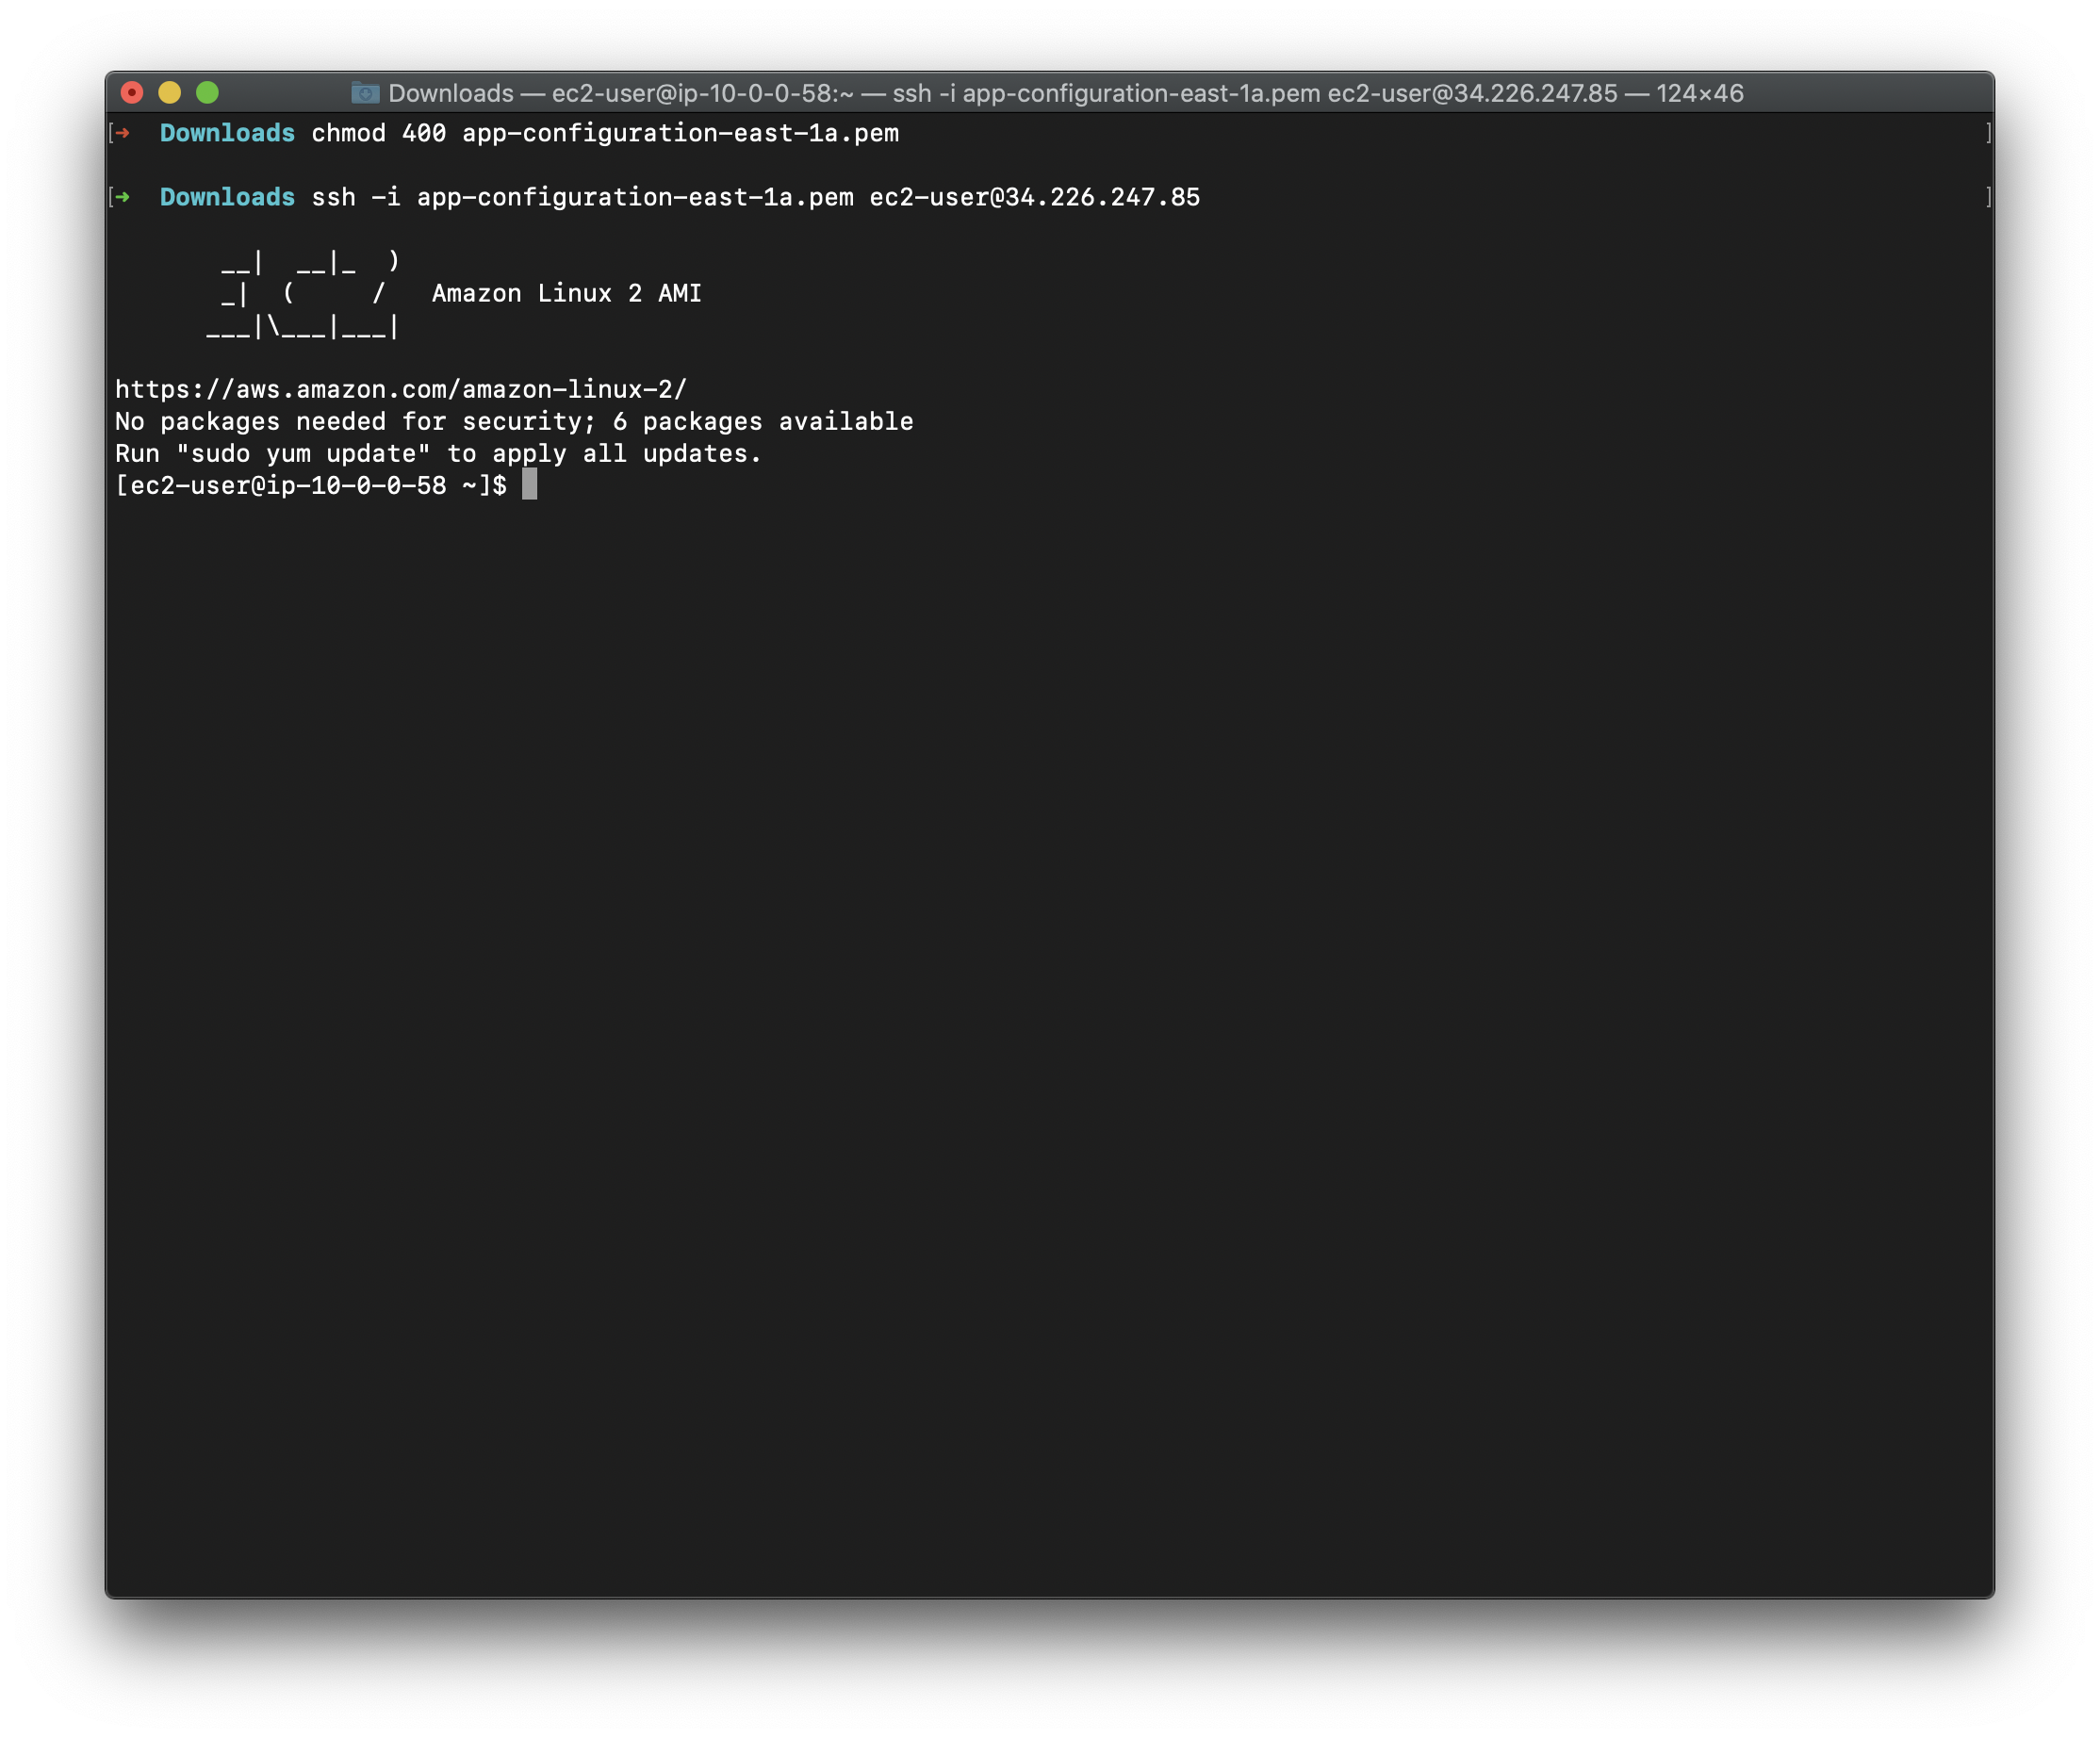 Downloads — ec2-user@ip-10-0-0-58:~ — ssh -i app-configuration-east-1a.pem ec2-user@34.226.247.85 — 124×46
[➜  Downloads chmod 400 app-configuration-east-1a.pem ]
[➜  Downloads ssh -i app-configuration-east-1a.pem ec2-user@34.226.247.85 ]
       __|  __|_  )
       _|  (     /   Amazon Linux 2 AMI
      ___|\___|___|
https://aws.amazon.com/amazon-linux-2/
No packages needed for security; 6 packages available
Run "sudo yum update" to apply all updates.
[ec2-user@ip-10-0-0-58 ~]$